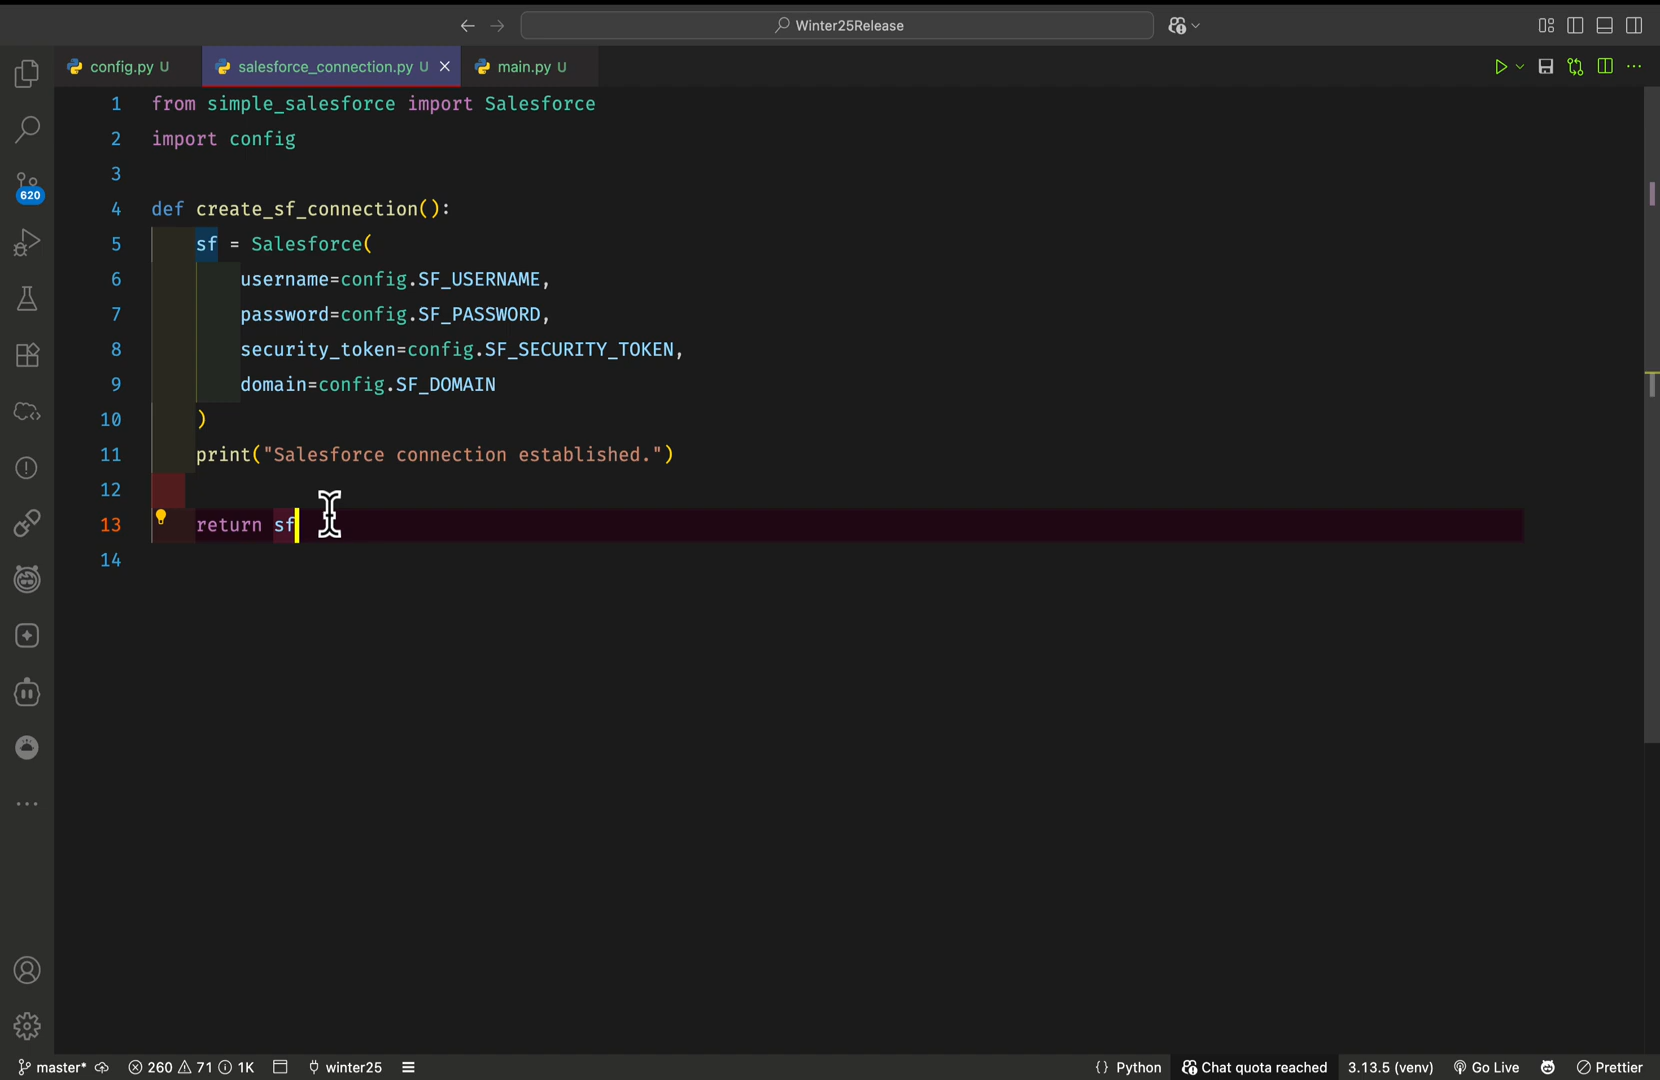 Winter25Release
config.py U
salesforce_connection.py U
main.py U
1 from simple_salesforce import Salesforce
2 import config
3
4 def create_sf_connection():
5 sf = Salesforce(
6 username=config.SF_USERNAME,
7 password=config.SF_PASSWORD,
8 security_token=config.SF_SECURITY_TOKEN,
9 domain=config.SF_DOMAIN
10 )
11 print("Salesforce connection established.")
12
13 return sf
14
620
master* 260 71 1K winter25 {} Python Chat quota reached 3.13.5 (venv) Go Live Prettier